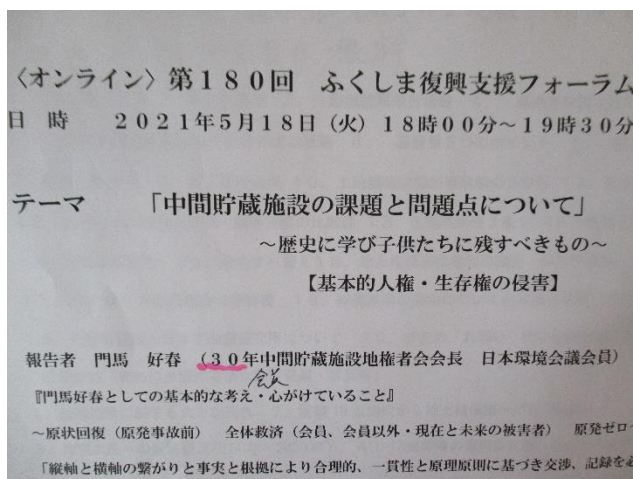 〈オンライン〉第１８０回　ふくしま復興支援フォーラム
日　時　　２０２１年５月１８日（火）１８時００分～１９時３０分
テーマ　　「中間貯蔵施設の課題と問題点について」
～歴史に学び子供たちに残すべきもの～
【基本的人権・生存権の侵害】
報告者　門馬　好春　（３０年中間貯蔵施設地権者会会長　日本環境会議会員）
『門馬好春としての基本的な考え・心がけていること』
～原状回復（原発事故前）　全体救済（会員、会員以外・現在と未来の被害者）　原発ゼロ～
「縦軸と横軸の繋がりと事実と根拠により合理的、一貫性と原理原則に基づき交渉、記録を